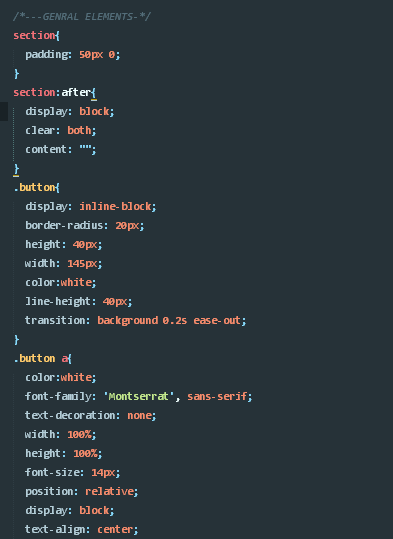 /*---GENRAL ELEMENTS-*/
section{
padding: 50px 0;
}
section:after{
display: block;
clear: both;
content: "";
}
.button{
display: inline-block;
border-radius: 20px;
height: 40px;
width: 145px;
color:white;
line-height: 40px;
transition: background 0.2s ease-out;
}
.button a{
color:white;
font-family: 'Montserrat', sans-serif;
text-decoration: none;
width: 100%;
height: 100%;
font-size: 14px;
position: relative;
display: block;
text-align: center;